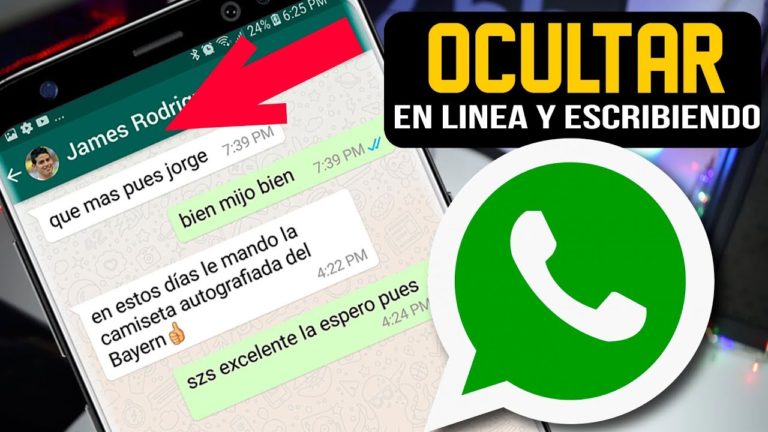 24% 6:25 PM
OCULTAR
EN LINEA Y ESCRIBIENDO
James Rodrig
que mas pues jorge
7:39 PM
bien mijo bien
7:39 PM
en estos días le mando la
camiseta autografiada del
Bayern
4:22 PM
szs excelente la espero pues
4:24 PM